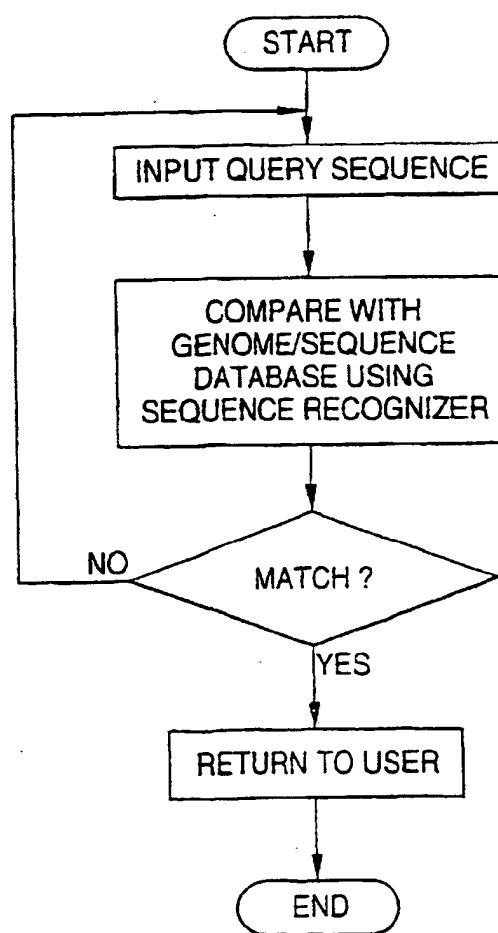 START
INPUT QUERY SEQUENCE
COMPARE WITH
GENOME/SEQUENCE
DATABASE USING
SEQUENCE RECOGNIZER
MATCH ?
NO
YES
RETURN TO USER
END